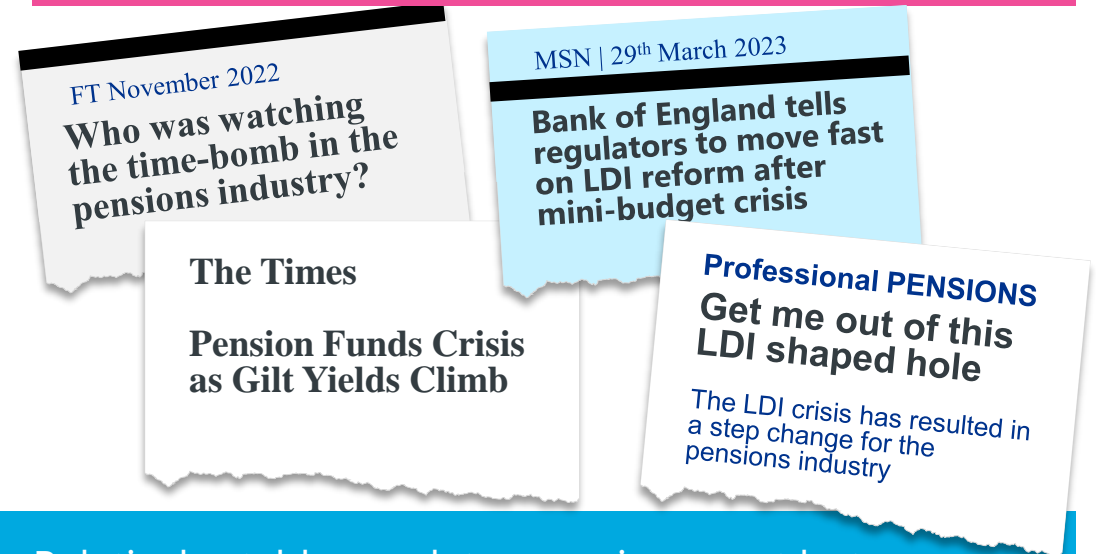 FT November 2022
Who was watching
the time-bomb in the
pensions industry?
MSN | 29th March 2023
Bank of England tells
regulators to move fast
on LDI reform after
mini-budget crisis
The Times
Pension Funds Crisis
as Gilt Yields Climb
Professional PENSIONS
Get me out of this
LDI shaped hole
The LDI crisis has resulted in
a step change for the
pensions industry